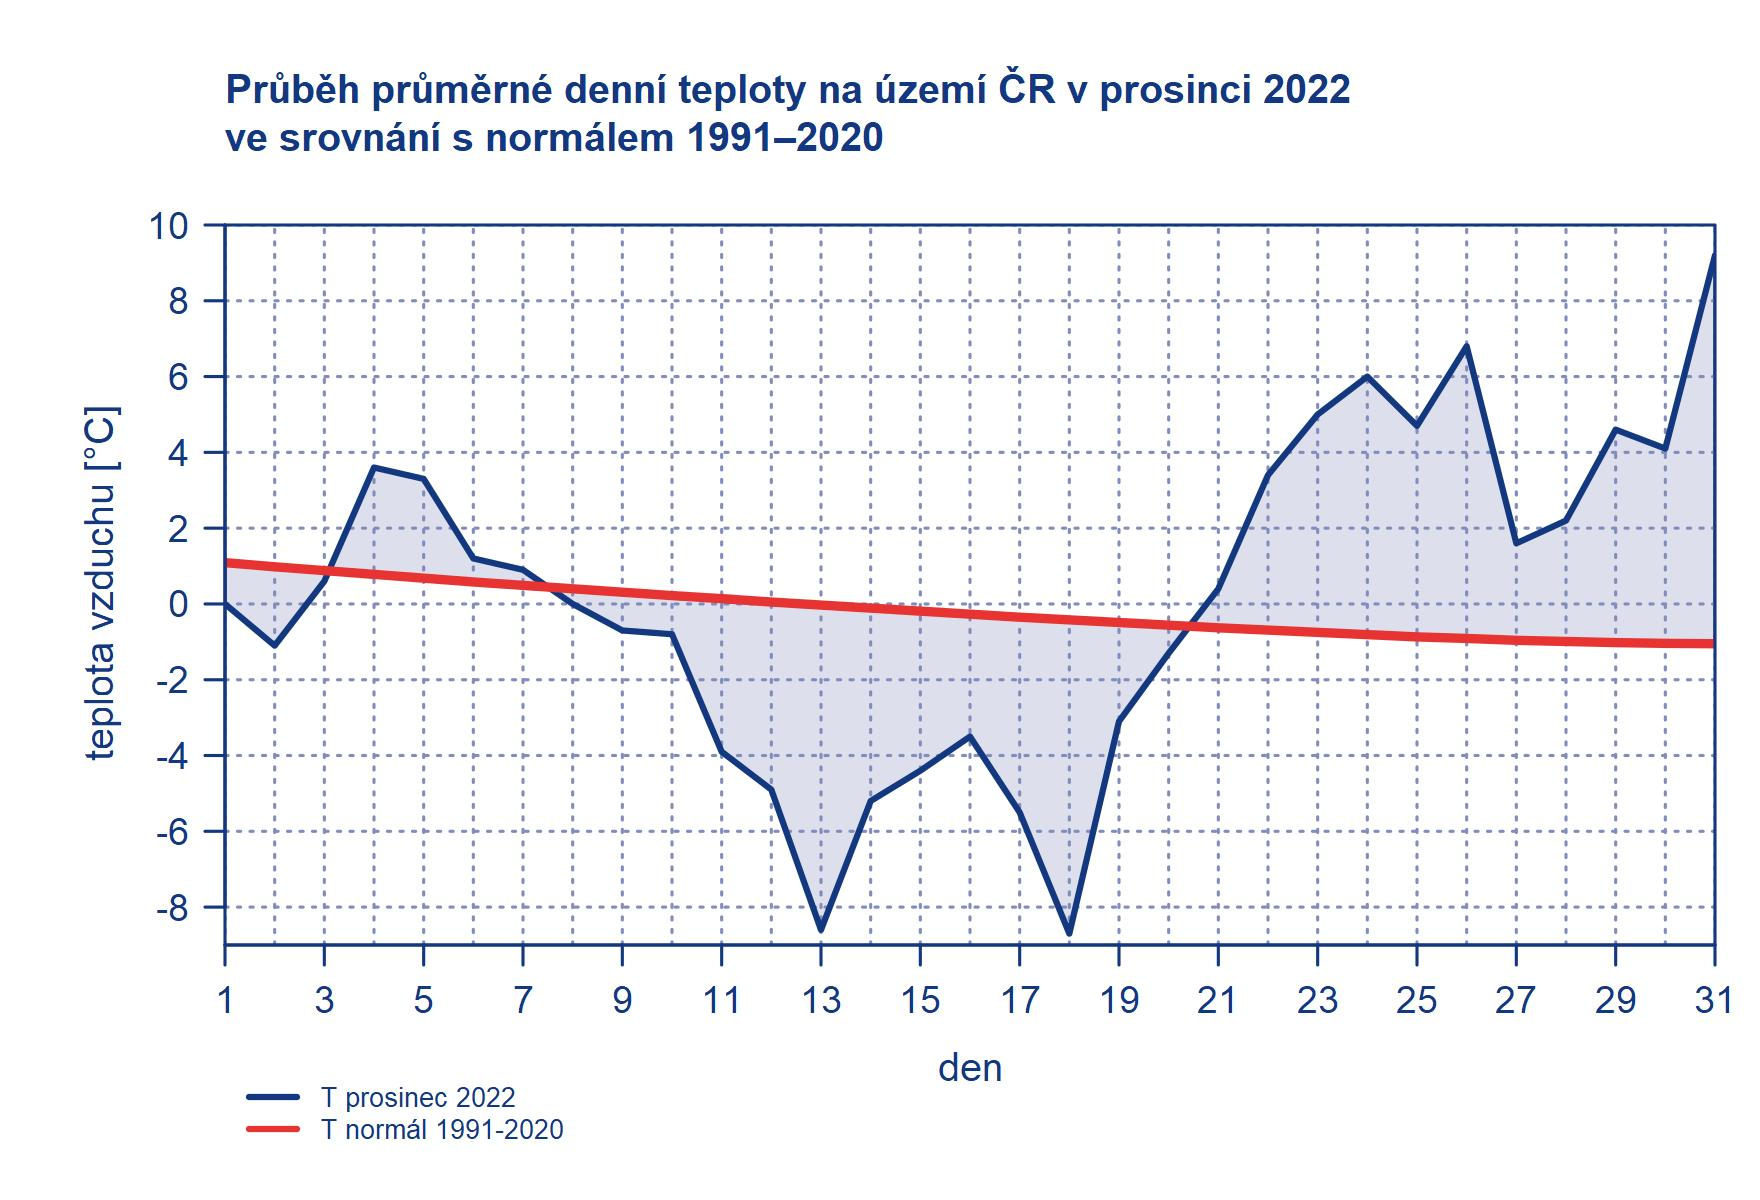 Průběh průměrné denní teploty na území ČR v prosinci 2022
ve srovnání s normálem 1991–2020
teplota vzduchu [°C]
10
8
6
4
2
0
-2
-4
-6
-8
1 3 5 7 9 11 13 15 17 19 21 23 25 27 29 31
den
T prosinec 2022
T normál 1991-2020